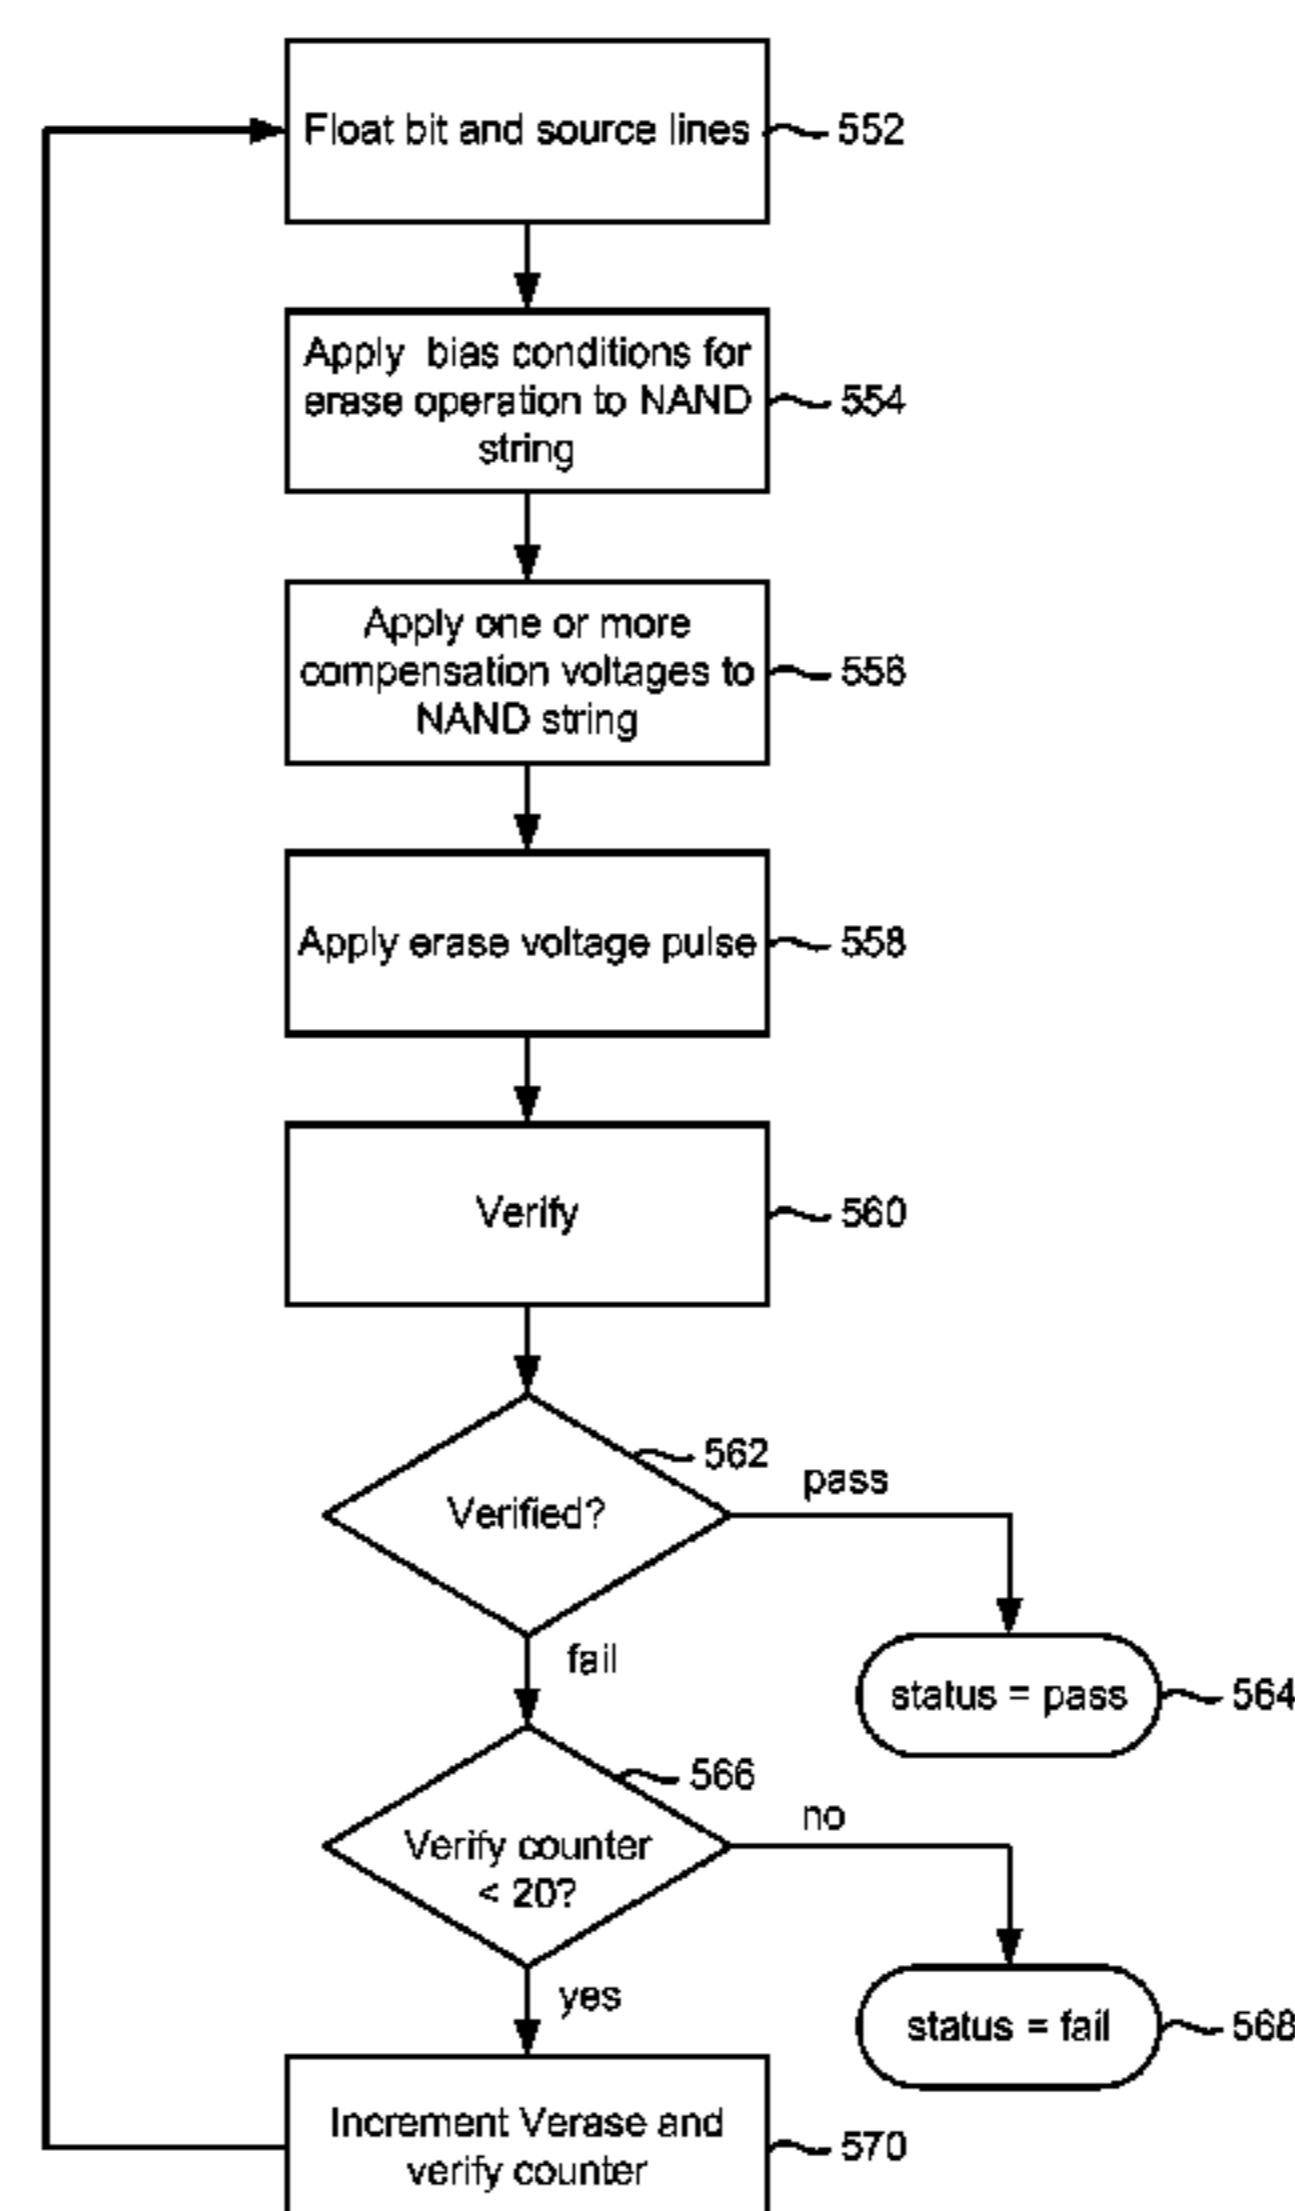 Float bit and source lines
552
Apply bias conditions for
erase operation to NAND
string
554
Apply one or more
compensation voltages to
NAND string
556
Apply erase voltage pulse
558
Verify
560
562
Verified?
pass
fail
status = pass
564
566
Verify counter
< 20?
no
yes
status = fail
568
Increment Verase and
verify counter
570